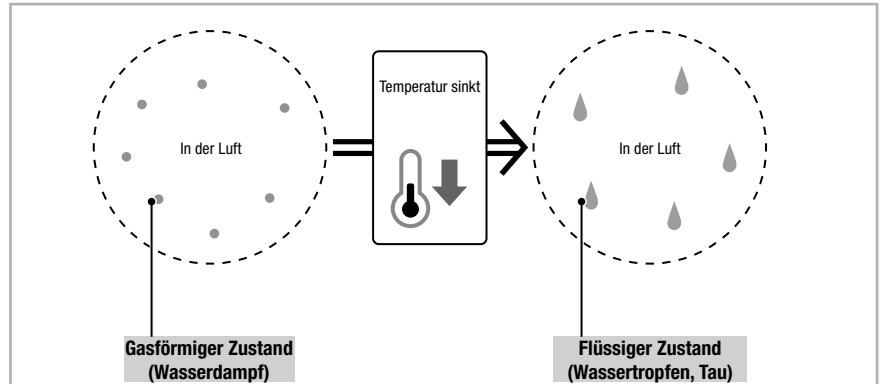 Temperatur sinkt
In der Luft
In der Luft
Gasförmiger Zustand
(Wasserdampf)
Flüssiger Zustand
(Wassertropfen, Tau)